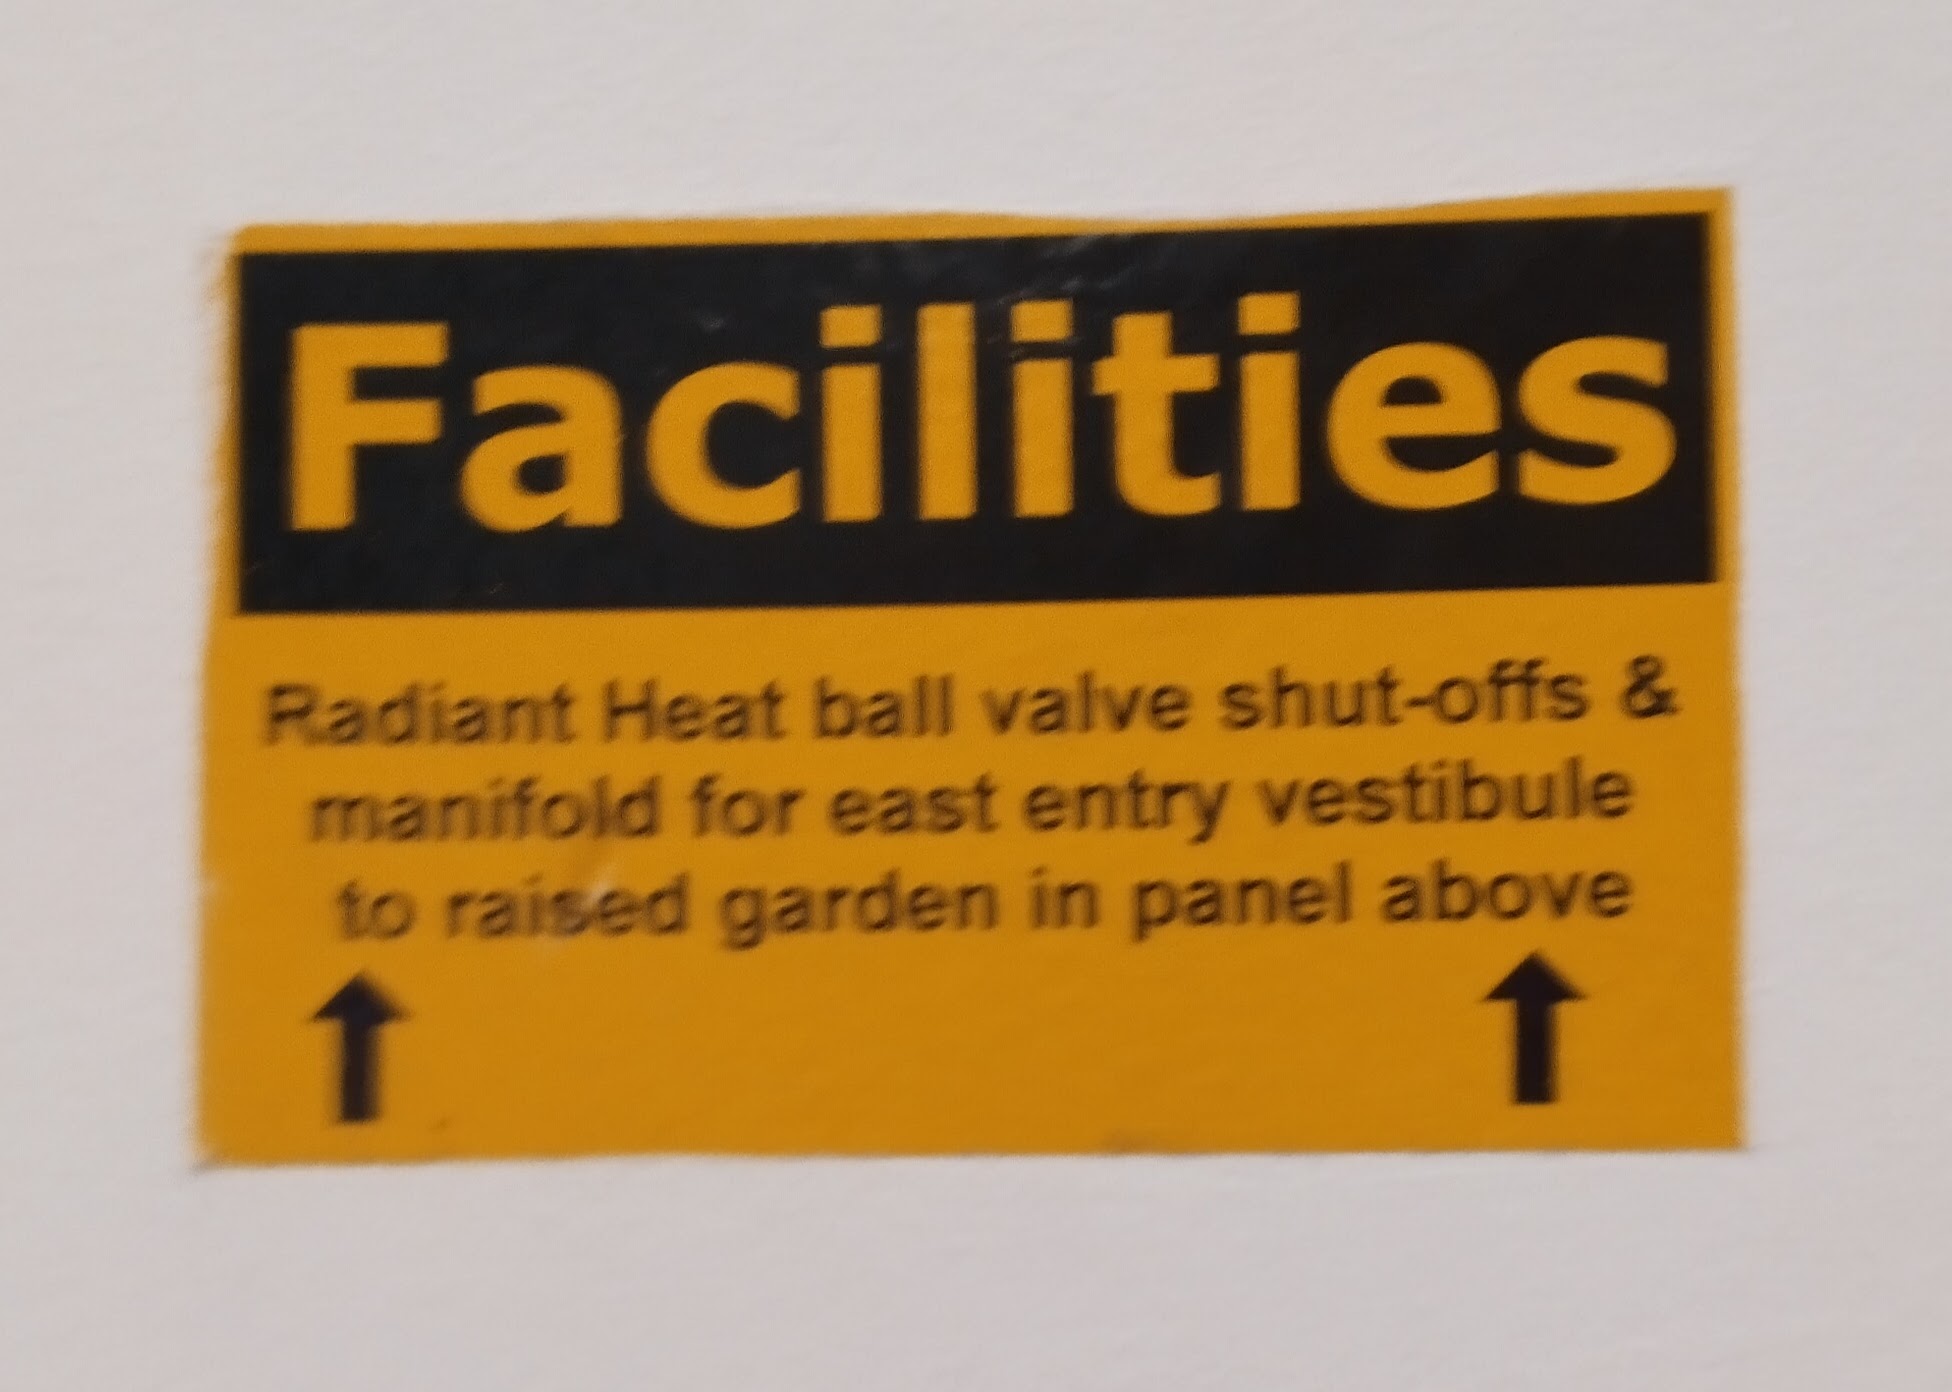 Facilities
Radiant Heat ball valve shut-offs &
manifold for east entry vestibule
to raised garden in panel above